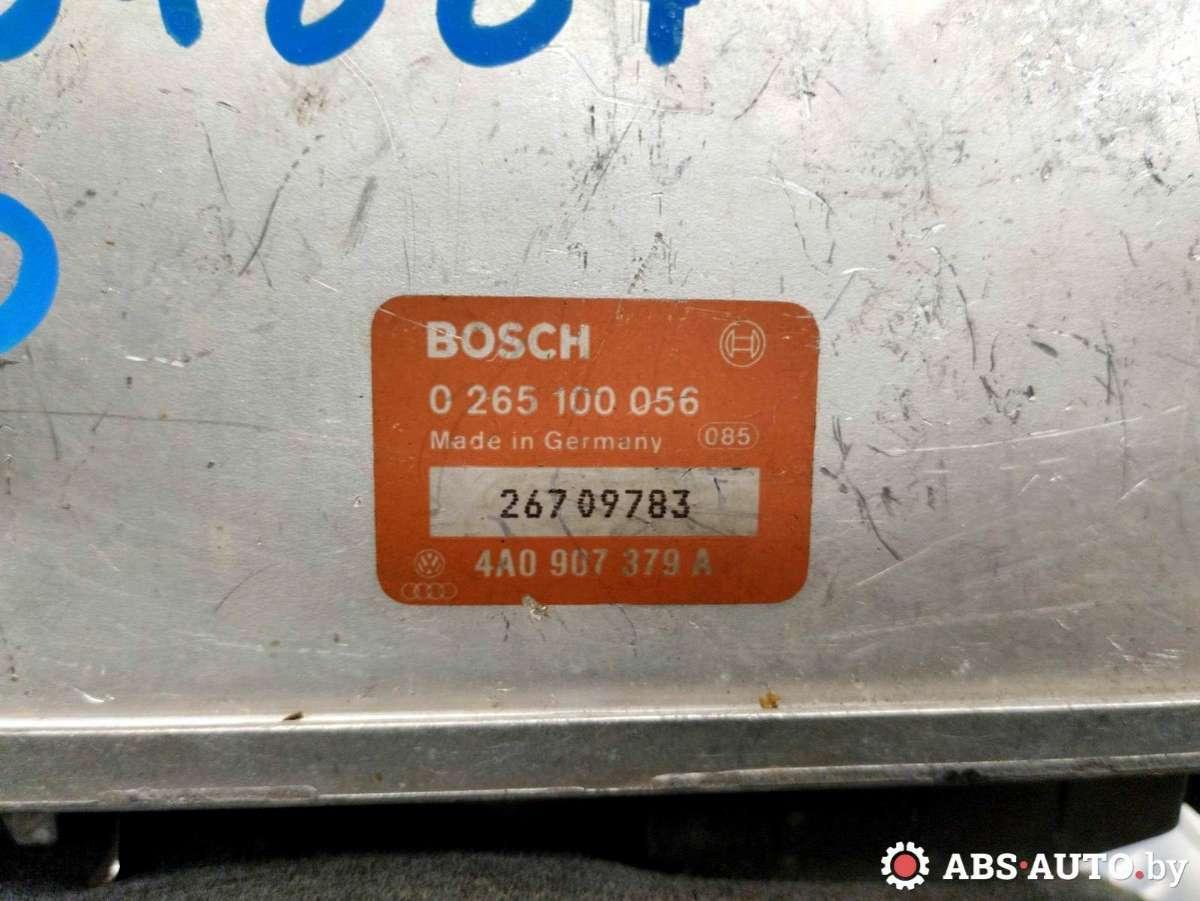 BOSCH
0 265 100 056
Made in Germany 085
26709783
4A0 907 379 A
ABS-AUTO.by